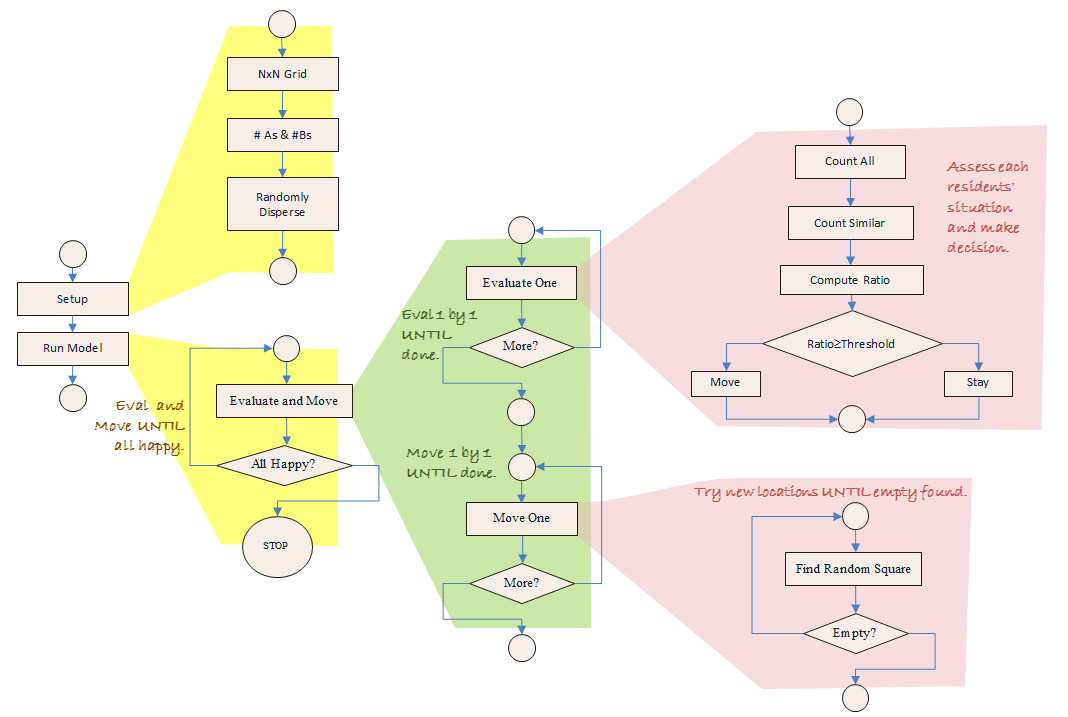 NxN Grid
# As & #Bs
Randomly
Disperse
Setup
Run Model
Eval and
Move UNTIL
all happy.
Evaluate and Move
All Happy?
STOP
Evaluate One
Eval 1 by 1
UNTIL
done.
More?
Move 1 by 1
UNTIL done.
Move One
More?
Count All
Assess each
residents'
situation
and make
decision.
Count Similar
Compute Ratio
Ratio≥Threshold
Move
Stay
Try new locations UNTIL empty found.
Find Random Square
Empty?